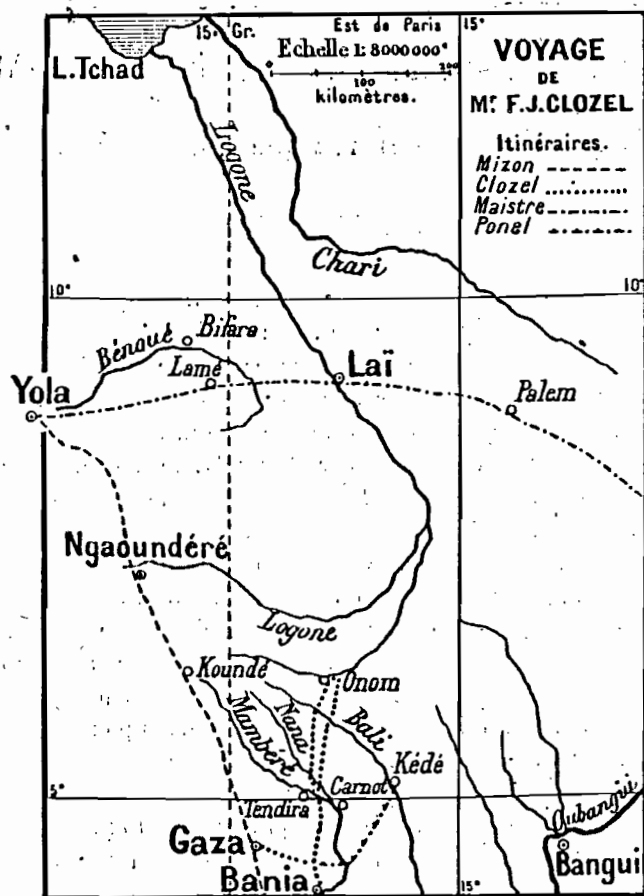 15. Gr.
Est de Paris
15°
Echelle 1: 8000000e
100
200
kilomètres.
VOYAGE
DE
Mr F.J.CLOZEL
Itinéraires.
Mizon
Clozel
Maistre
Ponel
L.Tchad
Logone
Chari
10°
10°
Bénoué
Bifara
Lamé
Laï
Yola
Palem
Ngaoundéré
Logone
Koundé
Onom
Mambéré
Nana
Bali
Kédé
5°
Tendira
Carnot
Oubangui
Gaza
Bangui
Bania
15°